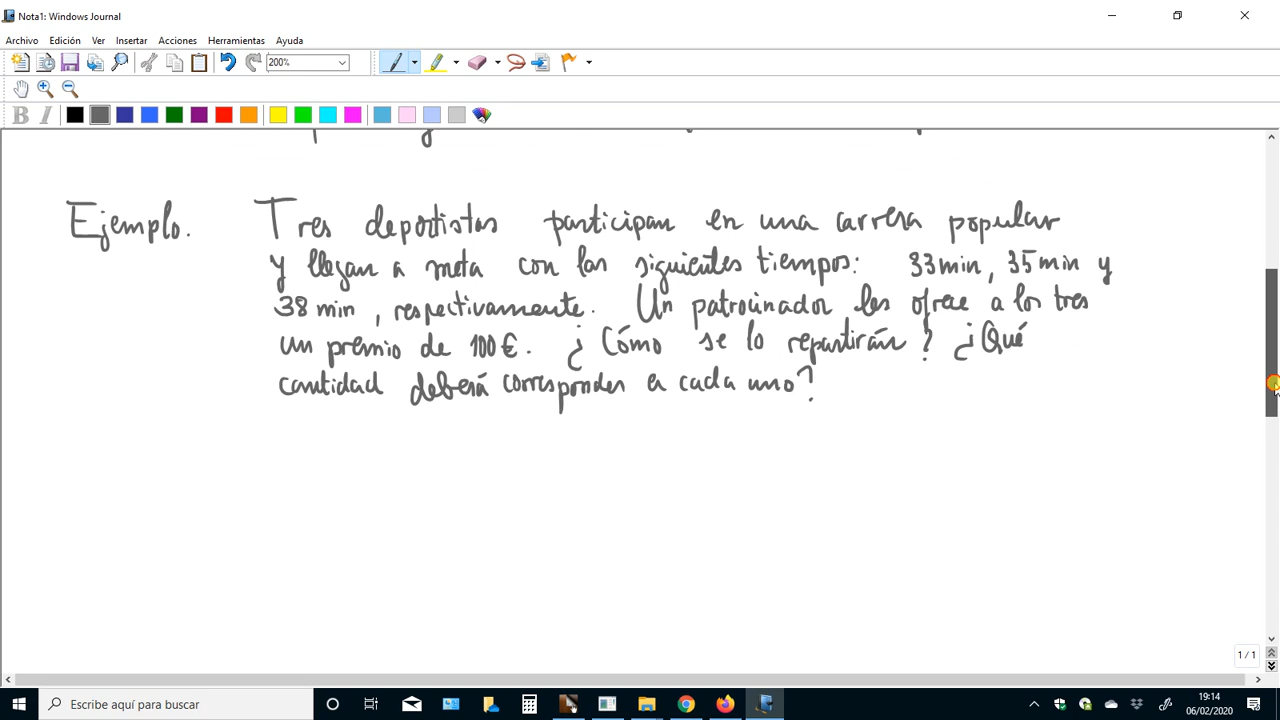 Nota1: Windows Journal
Archivo Edición Ver Insertar Acciones Herramientas Ayuda
200%
B I
Ejemplo. Tres deportistas participan en una carrera popular
y llegan a meta con los siguientes tiempos: 33 min, 35 min y
38 min, respectivamente. Un patrocinador les ofrece a los tres
un premio de 100 €. ¿Cómo se lo repartirán? ¿Qué
cantidad deberá corresponder a cada uno?
1 / 1
Escribe aquí para buscar
19:14
06/02/2020